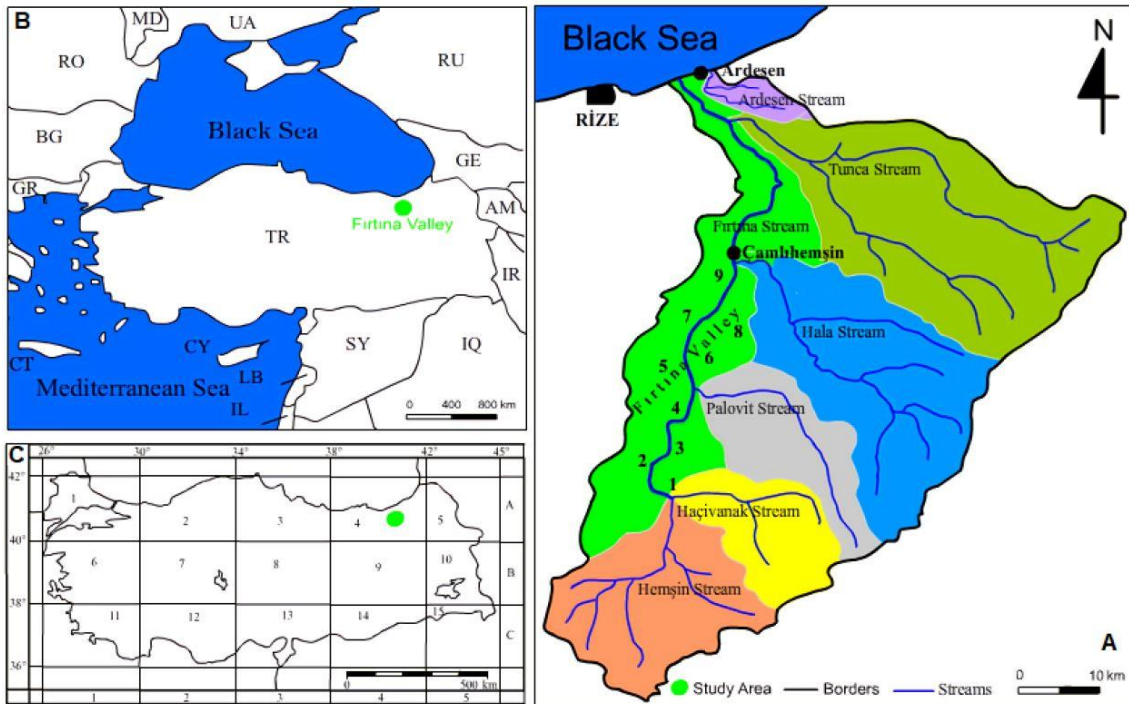 B
MD
UA
RO
RU
Black Sea
BG
GE
GR
AM
Fırtına Valley
TR
IR
CY
SY
IQ
CT
LB
Mediterranean Sea
IL
0 400 800 km
C
26° 30° 34° 38° 42° 45°
42°
1
A
2 3 4 5
40°
6 7 8 9 10
B
38°
11 12 13 14 15
C
36°
0 500 km
1 2 3 4 5
Black Sea
N
Ardeşen
Ardeşen Stream
RİZE
Tunca Stream
Fırtına Stream
Çamlıhemşin
9
7
8
Hala Stream
5
6
Fırtına Valley
4
Palovit Stream
3
2
1
Haçivanak Stream
Hemşin Stream
A
Study Area Borders Streams
0 10 km